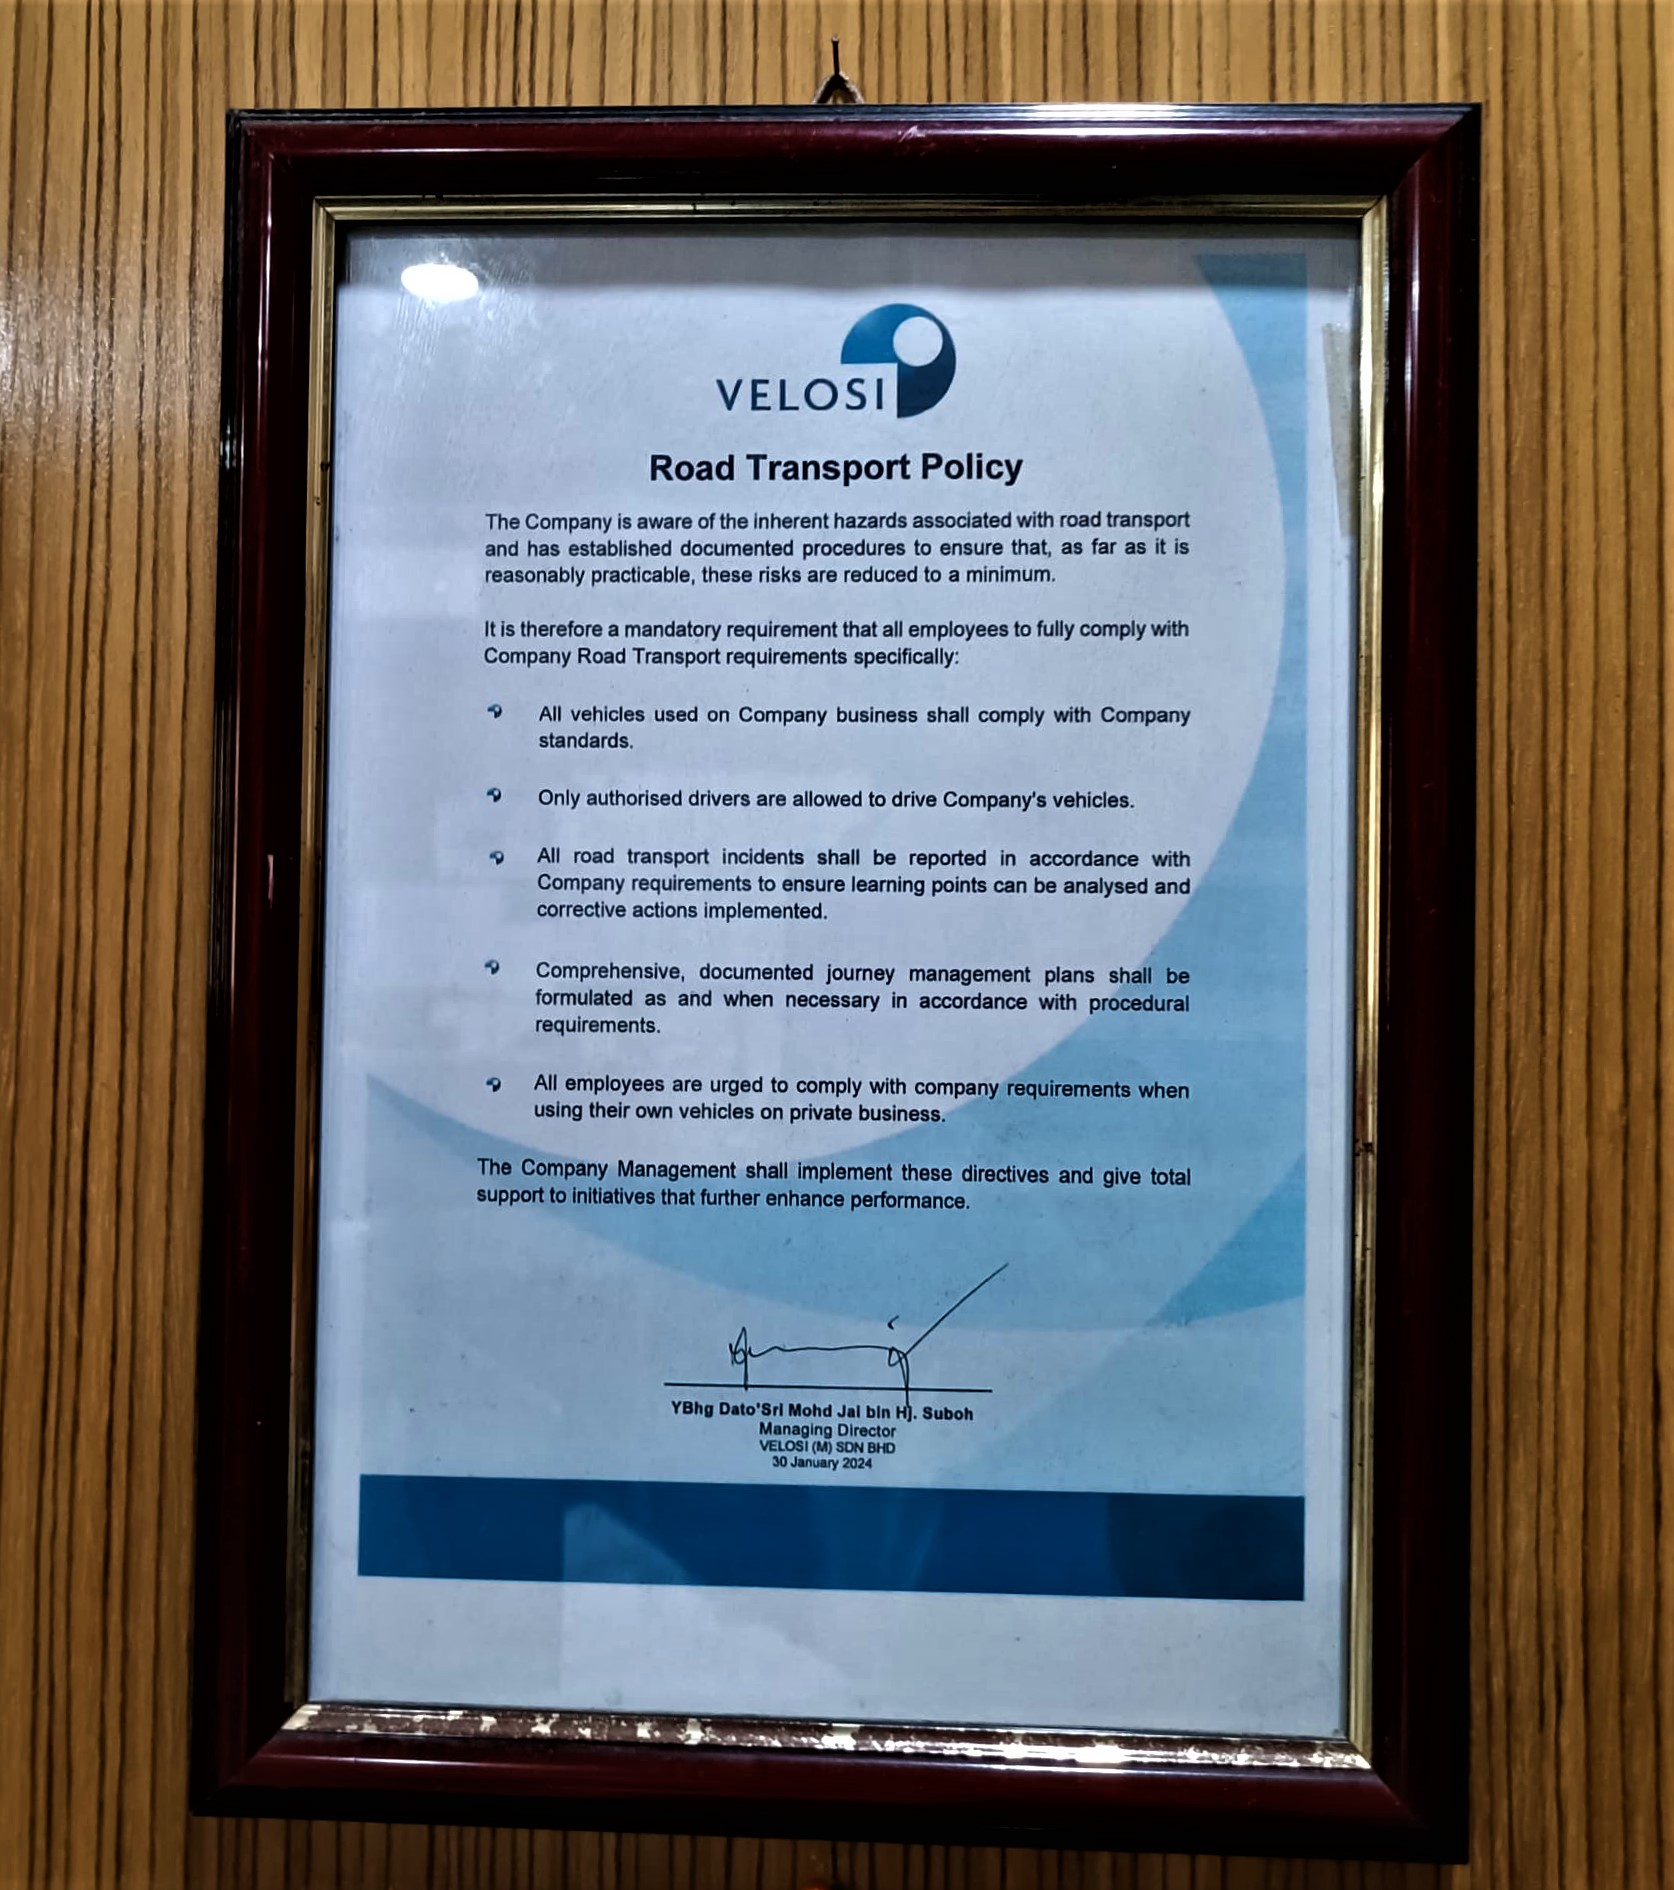 VELOSI
Road Transport Policy
The Company is aware of the inherent hazards associated with road transport
and has established documented procedures to ensure that, as far as it is
reasonably practicable, these risks are reduced to a minimum.
It is therefore a mandatory requirement that all employees to fully comply with
Company Road Transport requirements specifically:
All vehicles used on Company business shall comply with Company
standards.
Only authorised drivers are allowed to drive Company's vehicles.
All road transport incidents shall be reported in accordance with
Company requirements to ensure learning points can be analysed and
corrective actions implemented.
Comprehensive, documented journey management plans shall be
formulated as and when necessary in accordance with procedural
requirements.
All employees are urged to comply with company requirements when
using their own vehicles on private business.
The Company Management shall implement these directives and give total
support to initiatives that further enhance performance.
YBhg Dato'Sri Mohd Jai bin Hj. Suboh
Managing Director
VELOSI (M) SDN BHD
30 January 2024